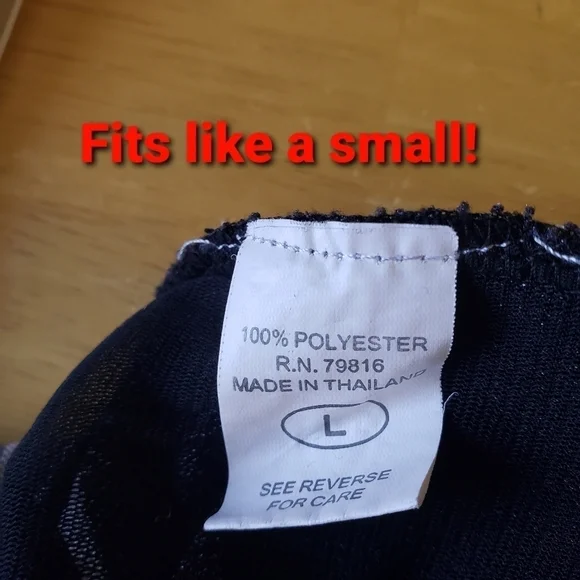 Fits like a small!
100% POLYESTER
R.N. 79816
MADE IN THAILAND
L
SEE REVERSE
FOR CARE